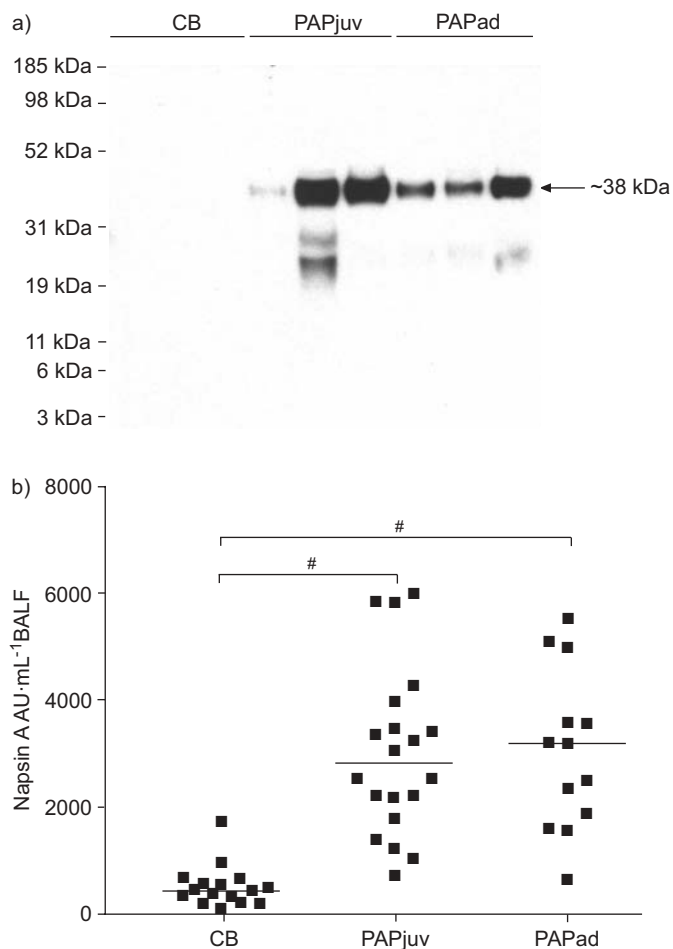 a) CB PAPjuv PAPad
185 kDa
98 kDa
52 kDa
~38 kDa
31 kDa
19 kDa
11 kDa
6 kDa
3 kDa
b) 8000
#
#
6000
4000
2000
0
Napsin A AU·mL⁻¹BALF
CB PAPjuv PAPad